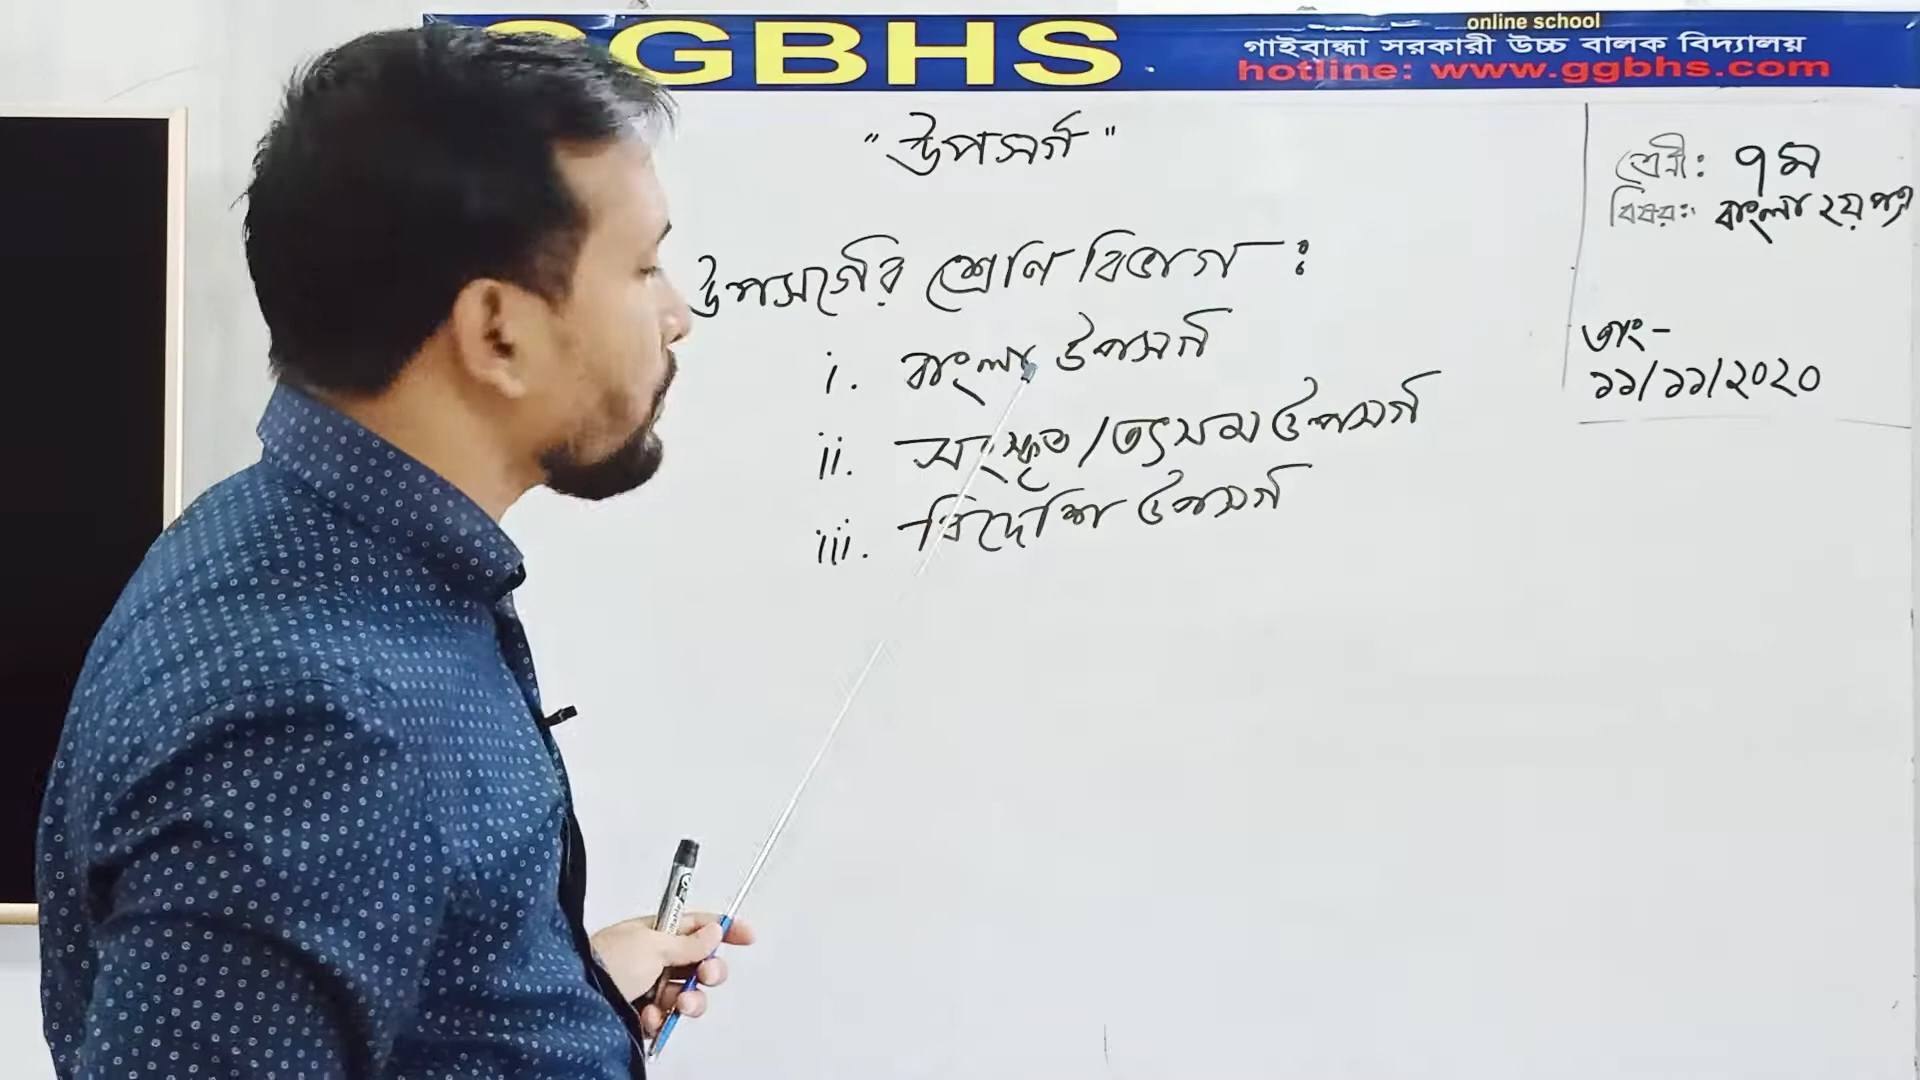 GGBHS
online school
গাইবান্ধা সরকারী উচ্চ বালক বিদ্যালয়
hotline: www.ggbhs.com
"উপসর্গ"
উপসর্গের শ্রেণি বিভাগ :
i. বাংলা উপসর্গ
ii. সংস্কৃত/তৎসম উপসর্গ
iii. বিদেশি উপসর্গ
শ্রেণী: ৭ম
বিষয়: বাংলা ২য় পত্র
তাং-
১১/১১/২০২০